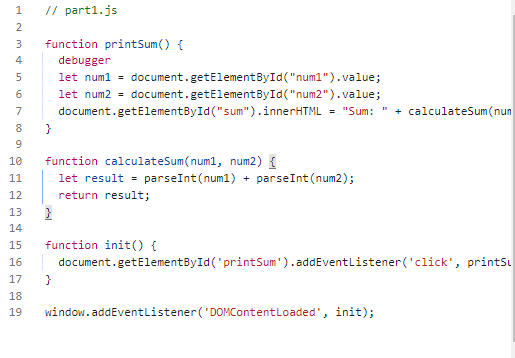 1 // part1.js
2
3 function printSum() {
4 debugger
5 let num1 = document.getElementById("num1").value;
6 let num2 = document.getElementById("num2").value;
7 document.getElementById("sum").innerHTML = "Sum: " + calculateSum(num
8 }
9
10 function calculateSum(num1, num2) {
11 let result = parseInt(num1) + parseInt(num2);
12 return result;
13 }
14
15 function init() {
16 document.getElementById('printSum').addEventListener('click', printSu
17 }
18
19 window.addEventListener('DOMContentLoaded', init);